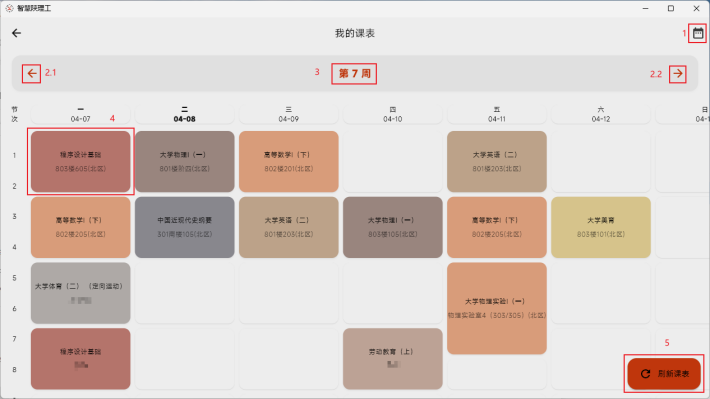 智慧陕理工
我的课表
1
2.1
3
第 7 周
2.2
节次
一
04-07
二
04-08
三
04-09
四
04-10
五
04-11
六
04-12
日
4
1
程序设计基础
803楼605(北区)
大学物理I（一）
801楼阶四(北区)
高等数学I（下）
802楼201(北区)
大学英语（二）
801楼203(北区)
2
3
高等数学I（下）
802楼205(北区)
中国近现代史纲要
301南楼105(北区)
大学英语（二）
801楼203(北区)
大学物理I（一）
803楼105(北区)
高等数学I（下）
802楼205(北区)
大学美育
803楼101(北区)
4
5
大学体育（二）（定向运动）
大学物理实验I（一）
物理实验室4（303/305）(北区)
6
7
程序设计基础
劳动教育（上）
8
5
刷新课表